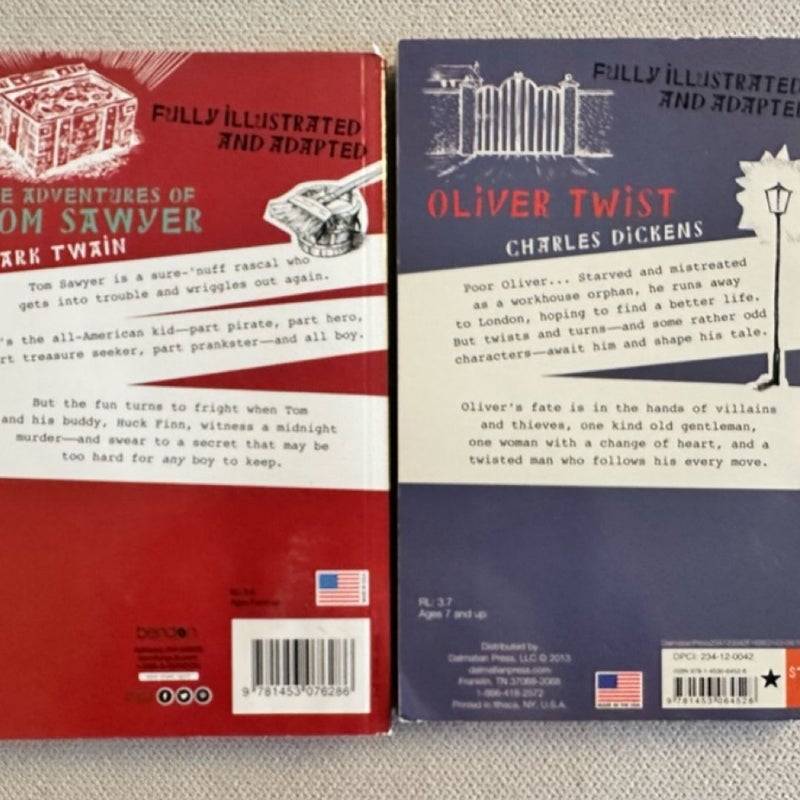 FULLY ILLUSTRATED
AND ADAPTED
E ADVENTURES OF
OM SAWYER
ARK TWAIN
Tom Sawyer is a sure-'nuff rascal who
gets into trouble and wriggles out again.
's the all-American kid—part pirate, part hero,
rt treasure seeker, part prankster—and all boy.
But the fun turns to fright when Tom
and his buddy, Huck Finn, witness a midnight
murder—and swear to a secret that may be
too hard for any boy to keep.
bendon
9 781453 076286
FULLY ILLUSTRATED
AND ADAPTED
OLIVER TWIST
CHARLES DICKENS
Poor Oliver... Starved and mistreated
as a workhouse orphan, he runs away
to London, hoping to find a better life.
But twists and turns—and some rather odd
characters—await him and shape his tale.
Oliver's fate is in the hands of villains
and thieves, one kind old gentleman,
one woman with a change of heart, and a
twisted man who follows his every move.
RL: 3.7
Ages 7 and up
Distributed by
Dalmatian Press, LLC © 2013
dalmatianpress.com
Franklin, TN 37068-2068
1-866-418-2572
Printed in Ithaca, NY, U.S.A.
MADE IN THE USA
DPCI: 234-12-0042
9 781453 064528